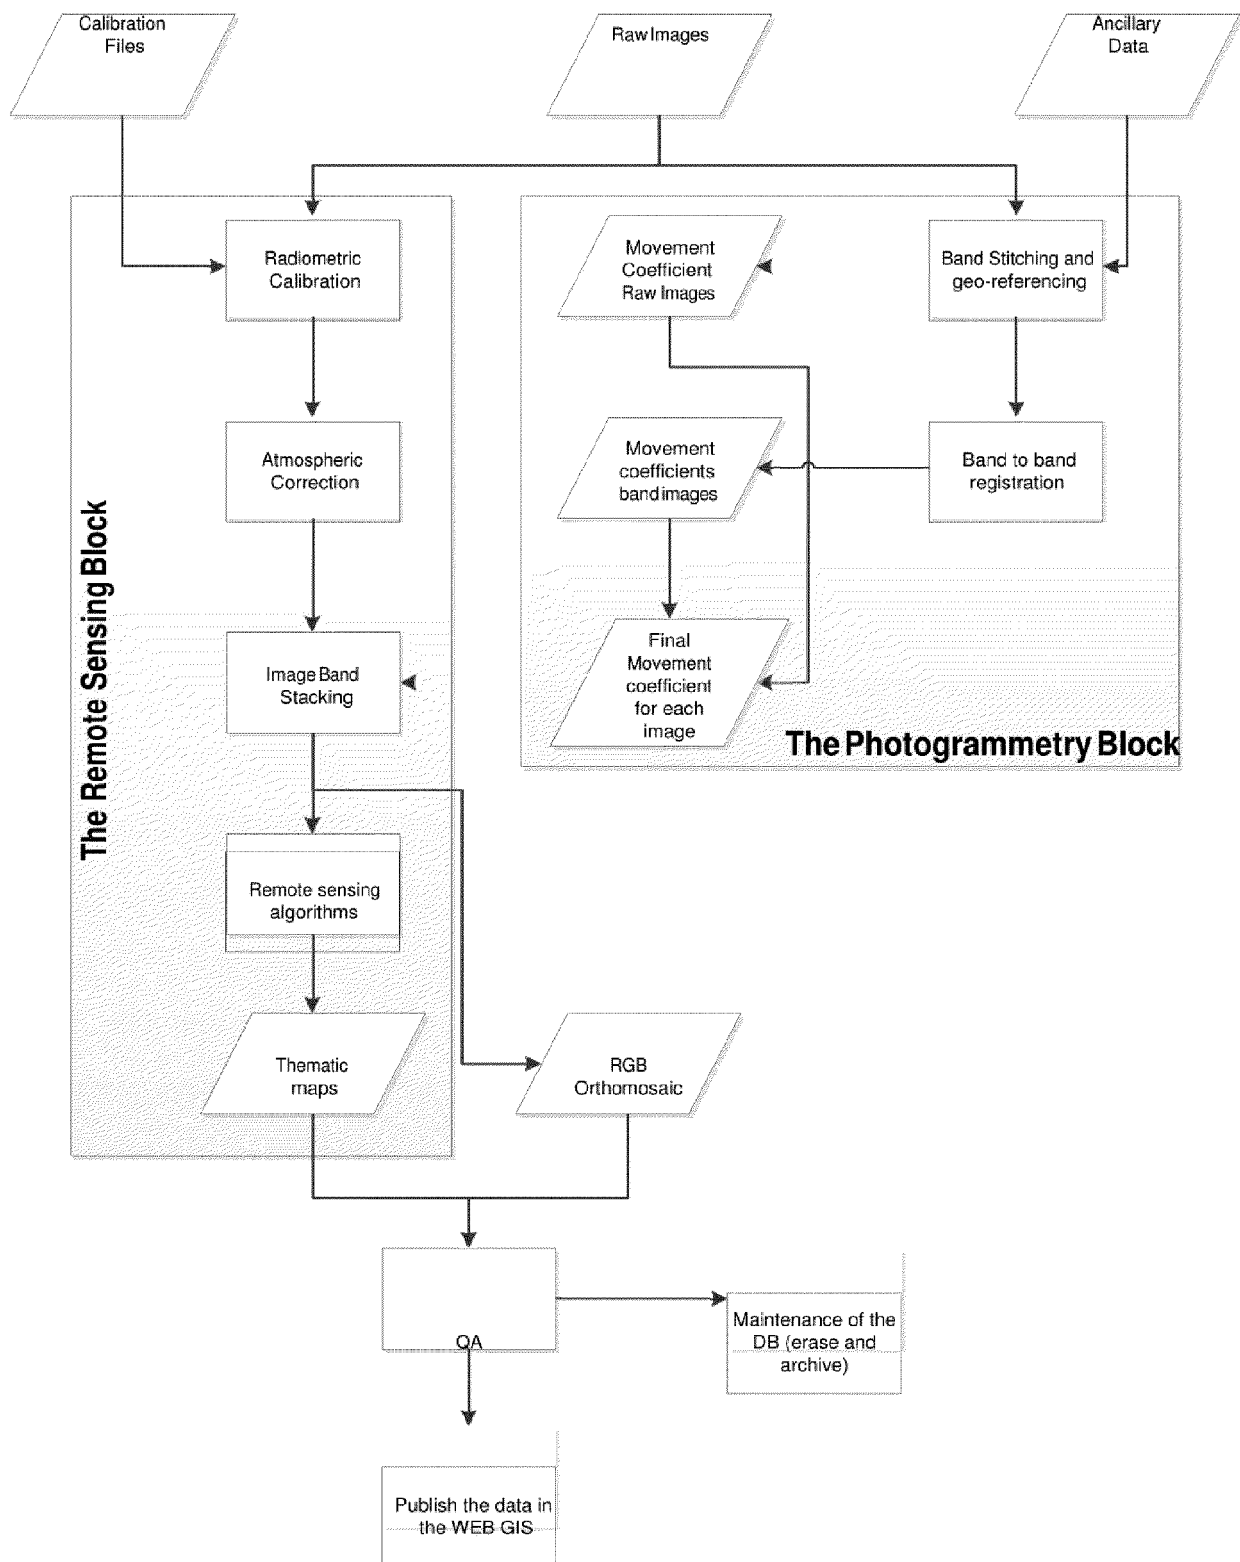 Calibration
Files
Raw Images
Ancillary
Data
Radiometric
Calibration
Movement
Coefficient
Raw Images
Band Stitching and
geo-referencing
Atmospheric
Correction
Movement
coefficients
band images
Band to band
registration
The Remote Sensing Block
Image Band
Stacking
Final
Movement
coefficient
for each
image
The Photogrammetry Block
Remote sensing
algorithms
Thematic
maps
RGB
Orthomosaic
QA
Maintenance of the
DB (erase and
archive)
Publish the data in
the WEB GIS